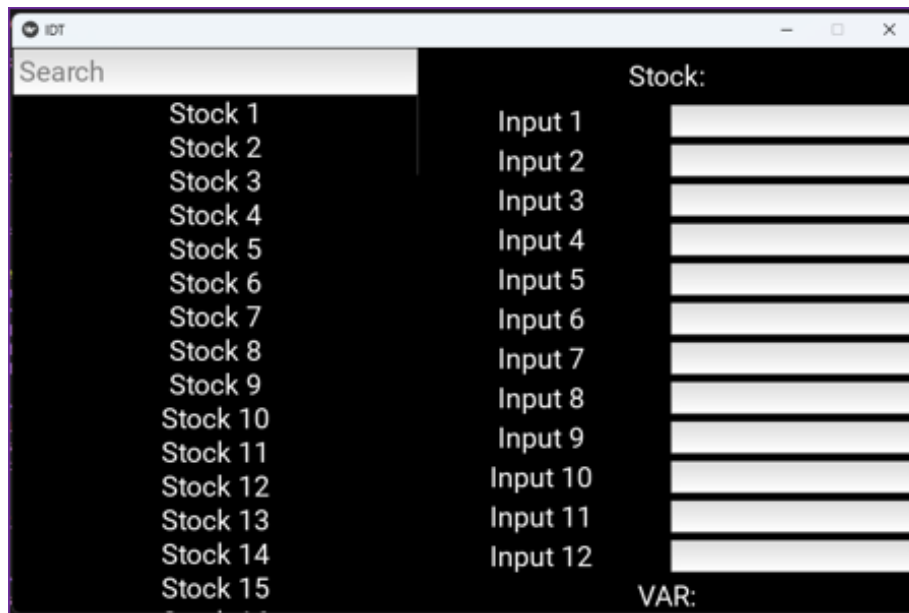 IDT
Search
Stock 1
Stock 2
Stock 3
Stock 4
Stock 5
Stock 6
Stock 7
Stock 8
Stock 9
Stock 10
Stock 11
Stock 12
Stock 13
Stock 14
Stock 15
Stock:
Input 1
Input 2
Input 3
Input 4
Input 5
Input 6
Input 7
Input 8
Input 9
Input 10
Input 11
Input 12
VAR: